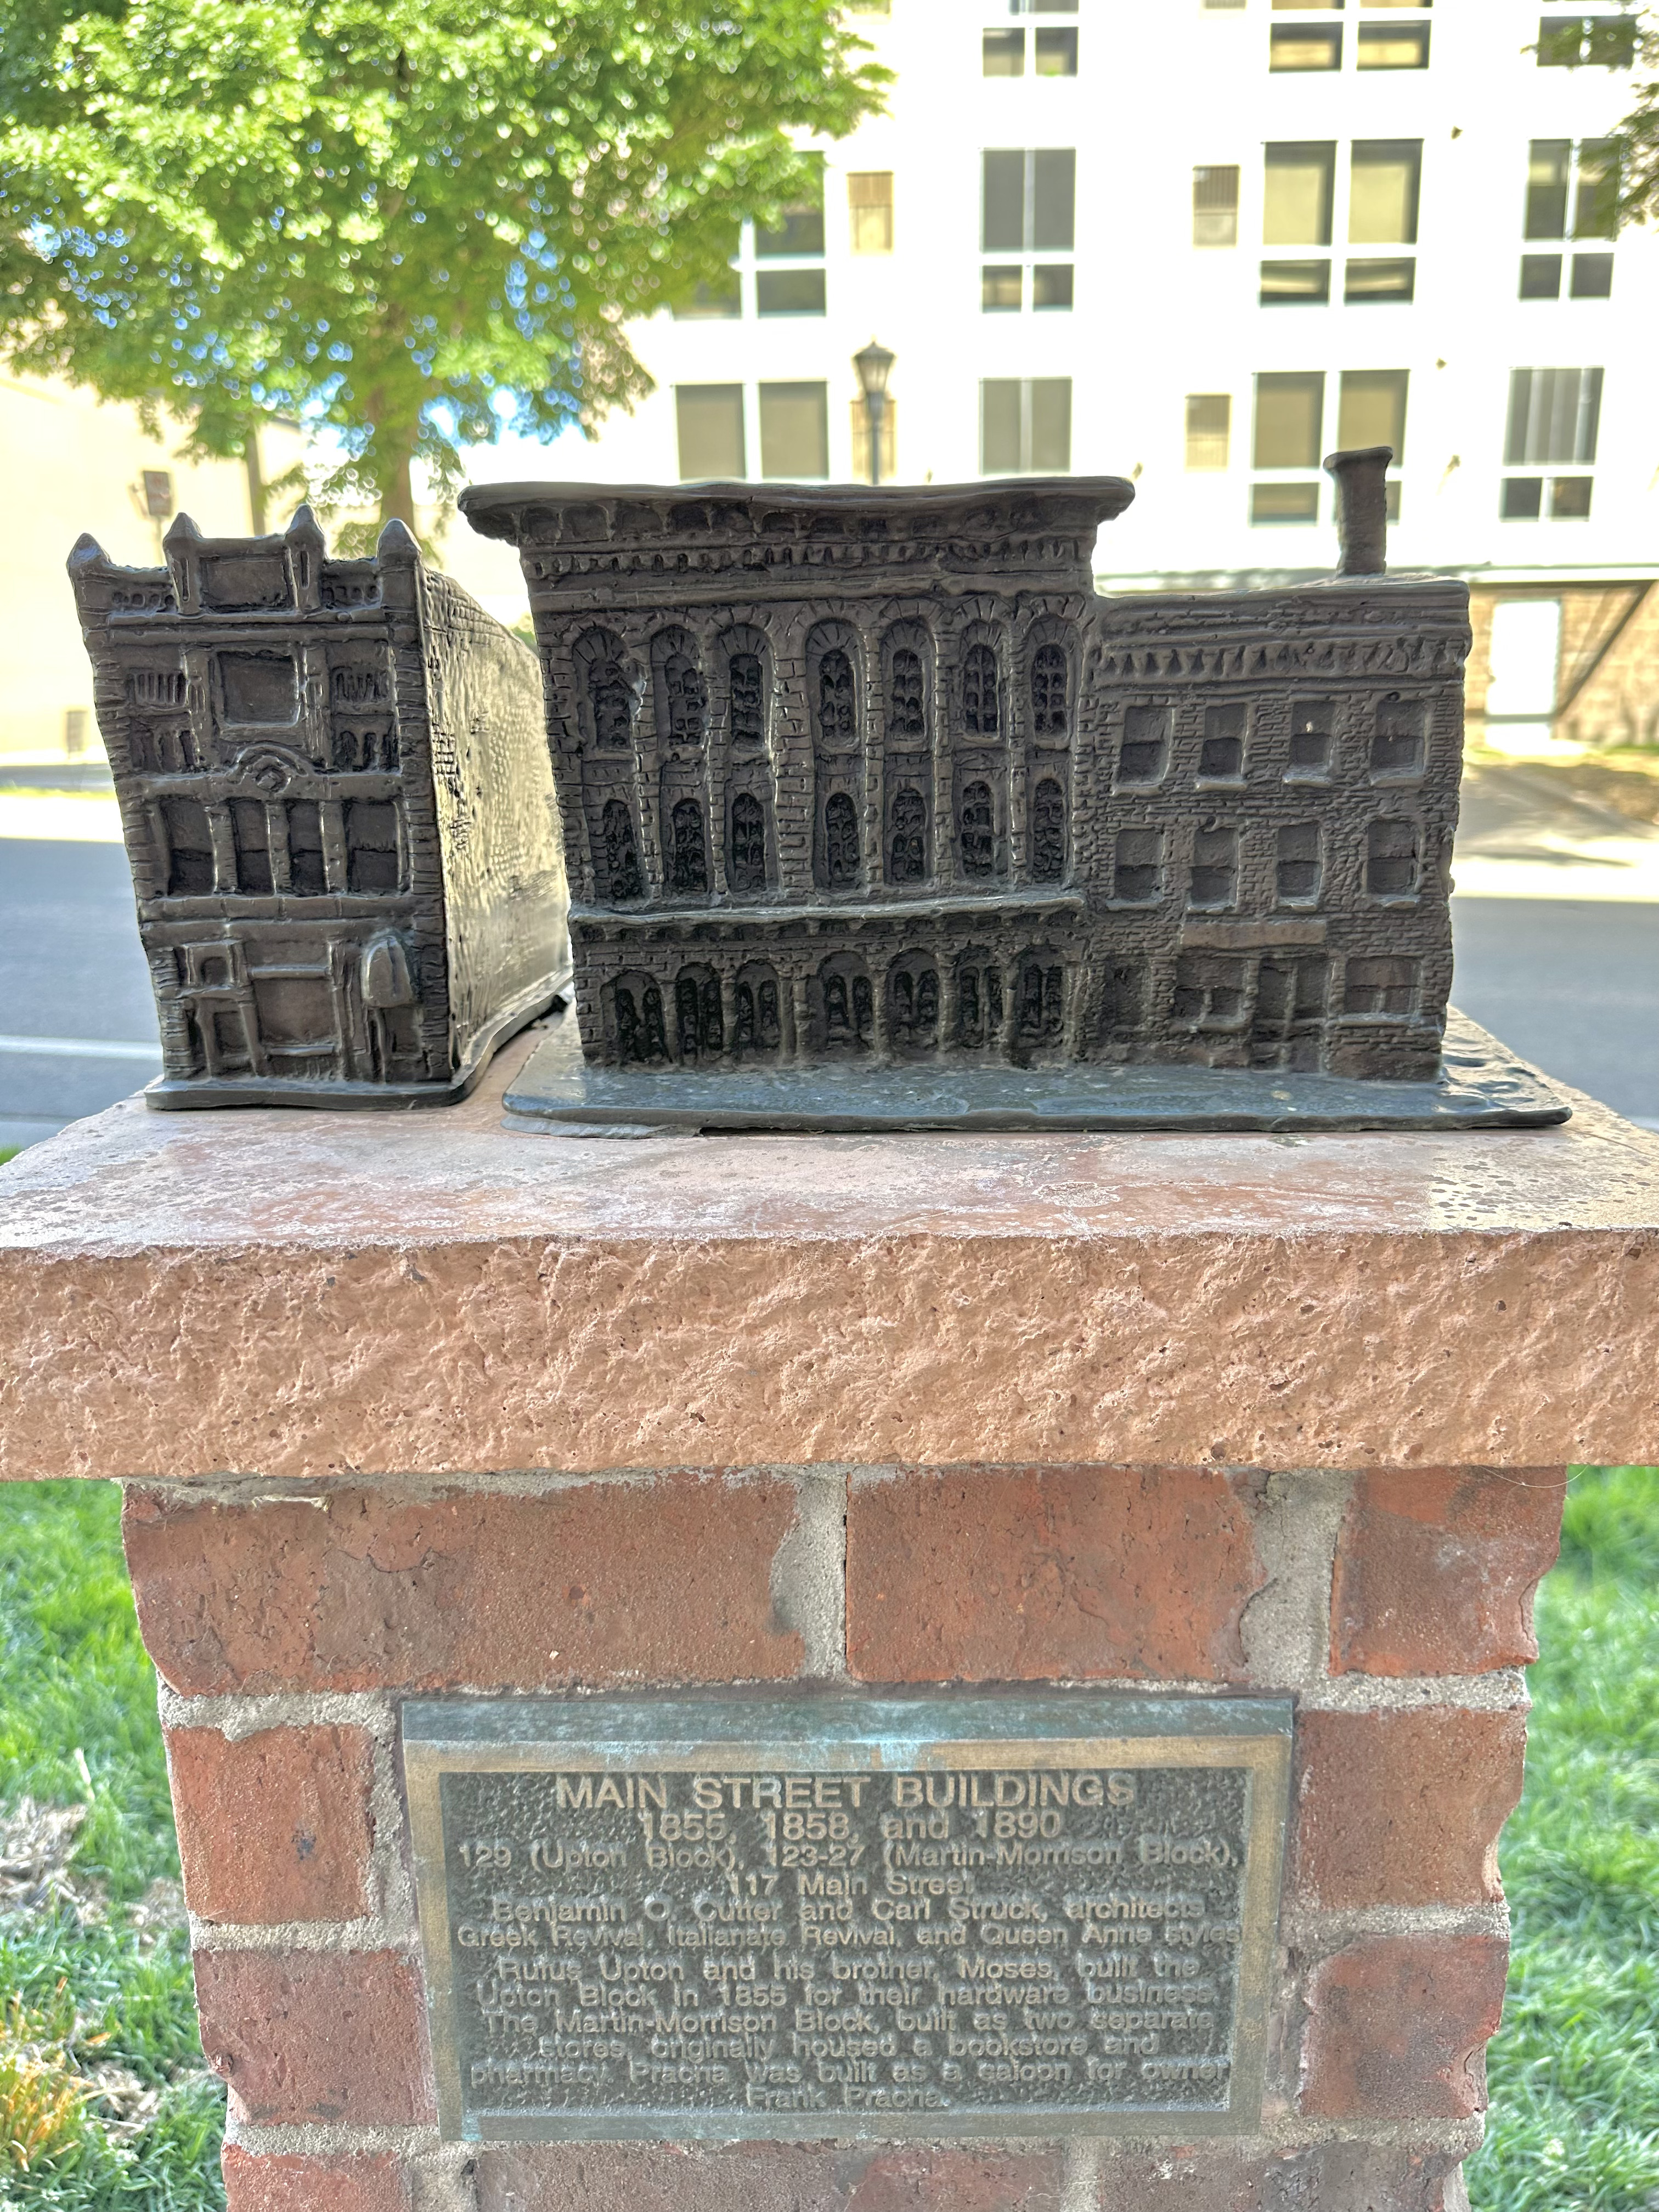 MAIN STREET BUILDINGS
1855, 1858, and 1890
129 (Upton Block), 123-27 (Martin-Morrison Block),
117 Main Street
Benjamin O. Cutter and Carl Struck, architects
Greek Revival, Italianate Revival, and Queen Anne styles
Rufus Upton and his brother, Moses, built the
Upton Block in 1855 for their hardware business.
The Martin-Morrison Block, built as two separate
stores, originally housed a bookstore and
pharmacy. Pracna was built as a saloon for owner
Frank Pracna.